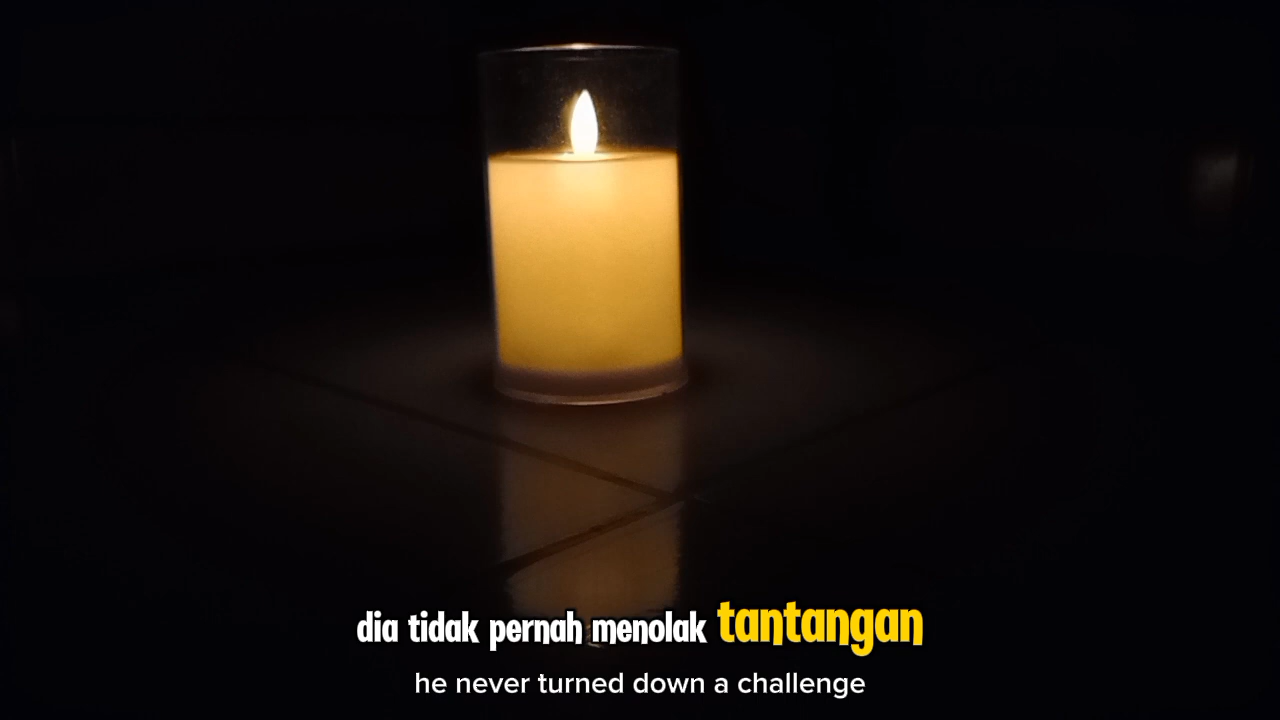 dia tidak pernah menolak tantangan
he never turned down a challenge